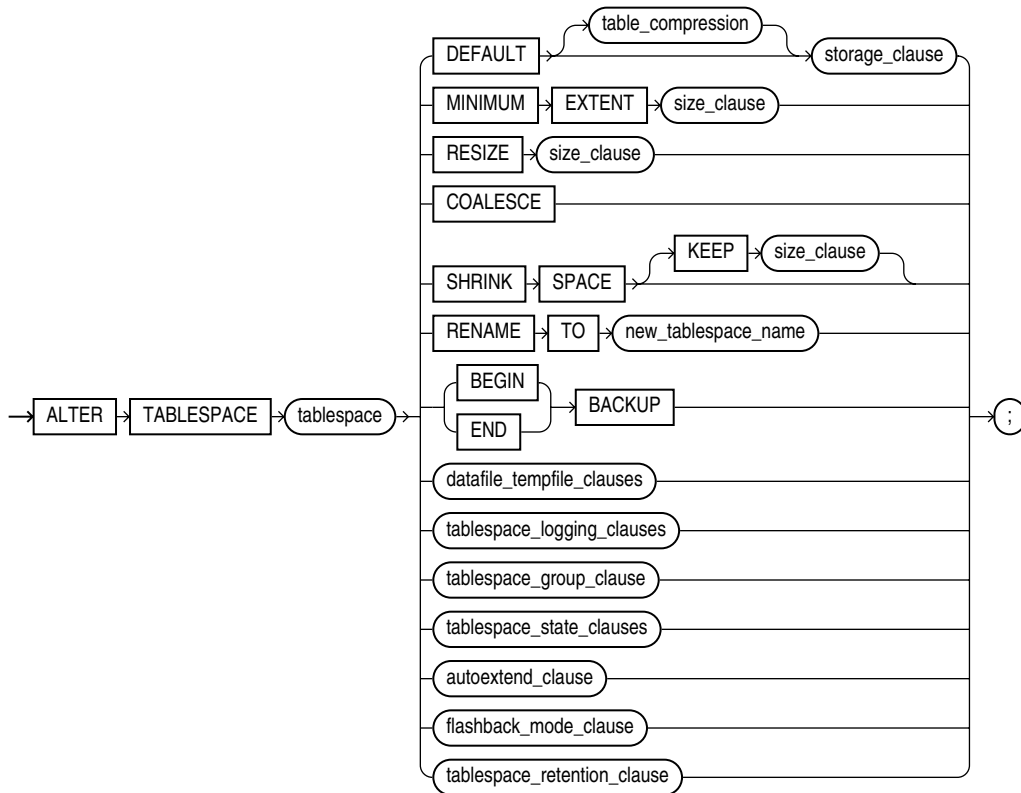 table_compression
DEFAULT storage_clause
MINIMUM EXTENT size_clause
RESIZE size_clause
COALESCE
KEEP size_clause
SHRINK SPACE
RENAME TO new_tablespace_name
BEGIN
ALTER TABLESPACE tablespace BACKUP ;
END
datafile_tempfile_clauses
tablespace_logging_clauses
tablespace_group_clause
tablespace_state_clauses
autoextend_clause
flashback_mode_clause
tablespace_retention_clause